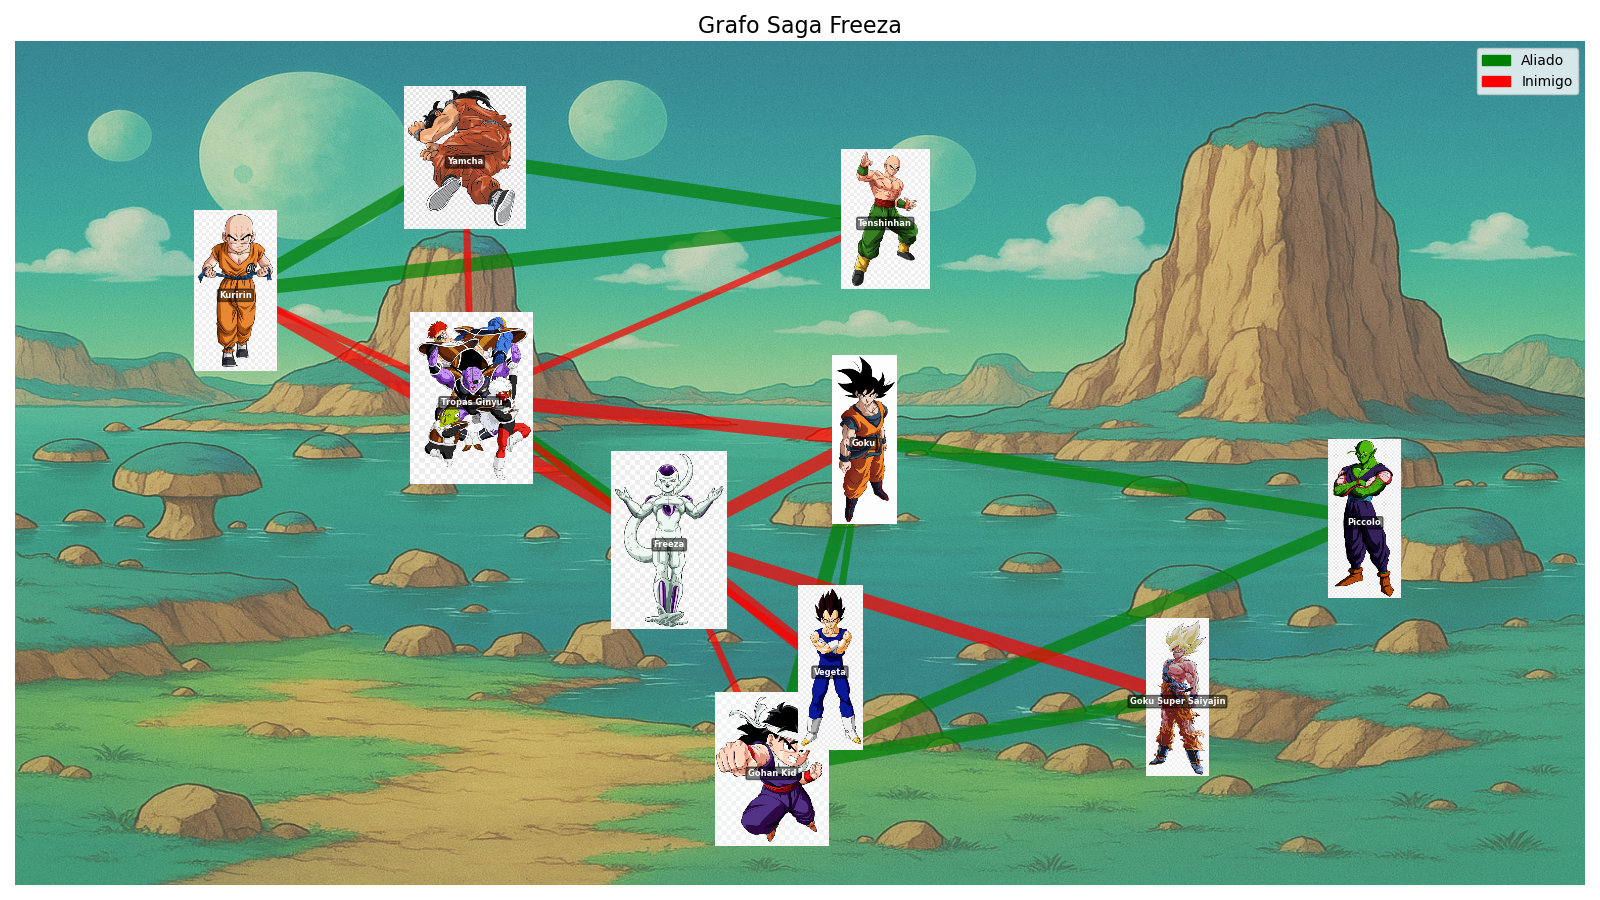 Grafo Saga Freeza
Aliado
Inimigo
Yamcha
Tenshinhan
Kuririn
Tropas Ginyu
Goku
Piccolo
Freeza
Vegeta
Goku Super Saiyajin
Gohan Kid